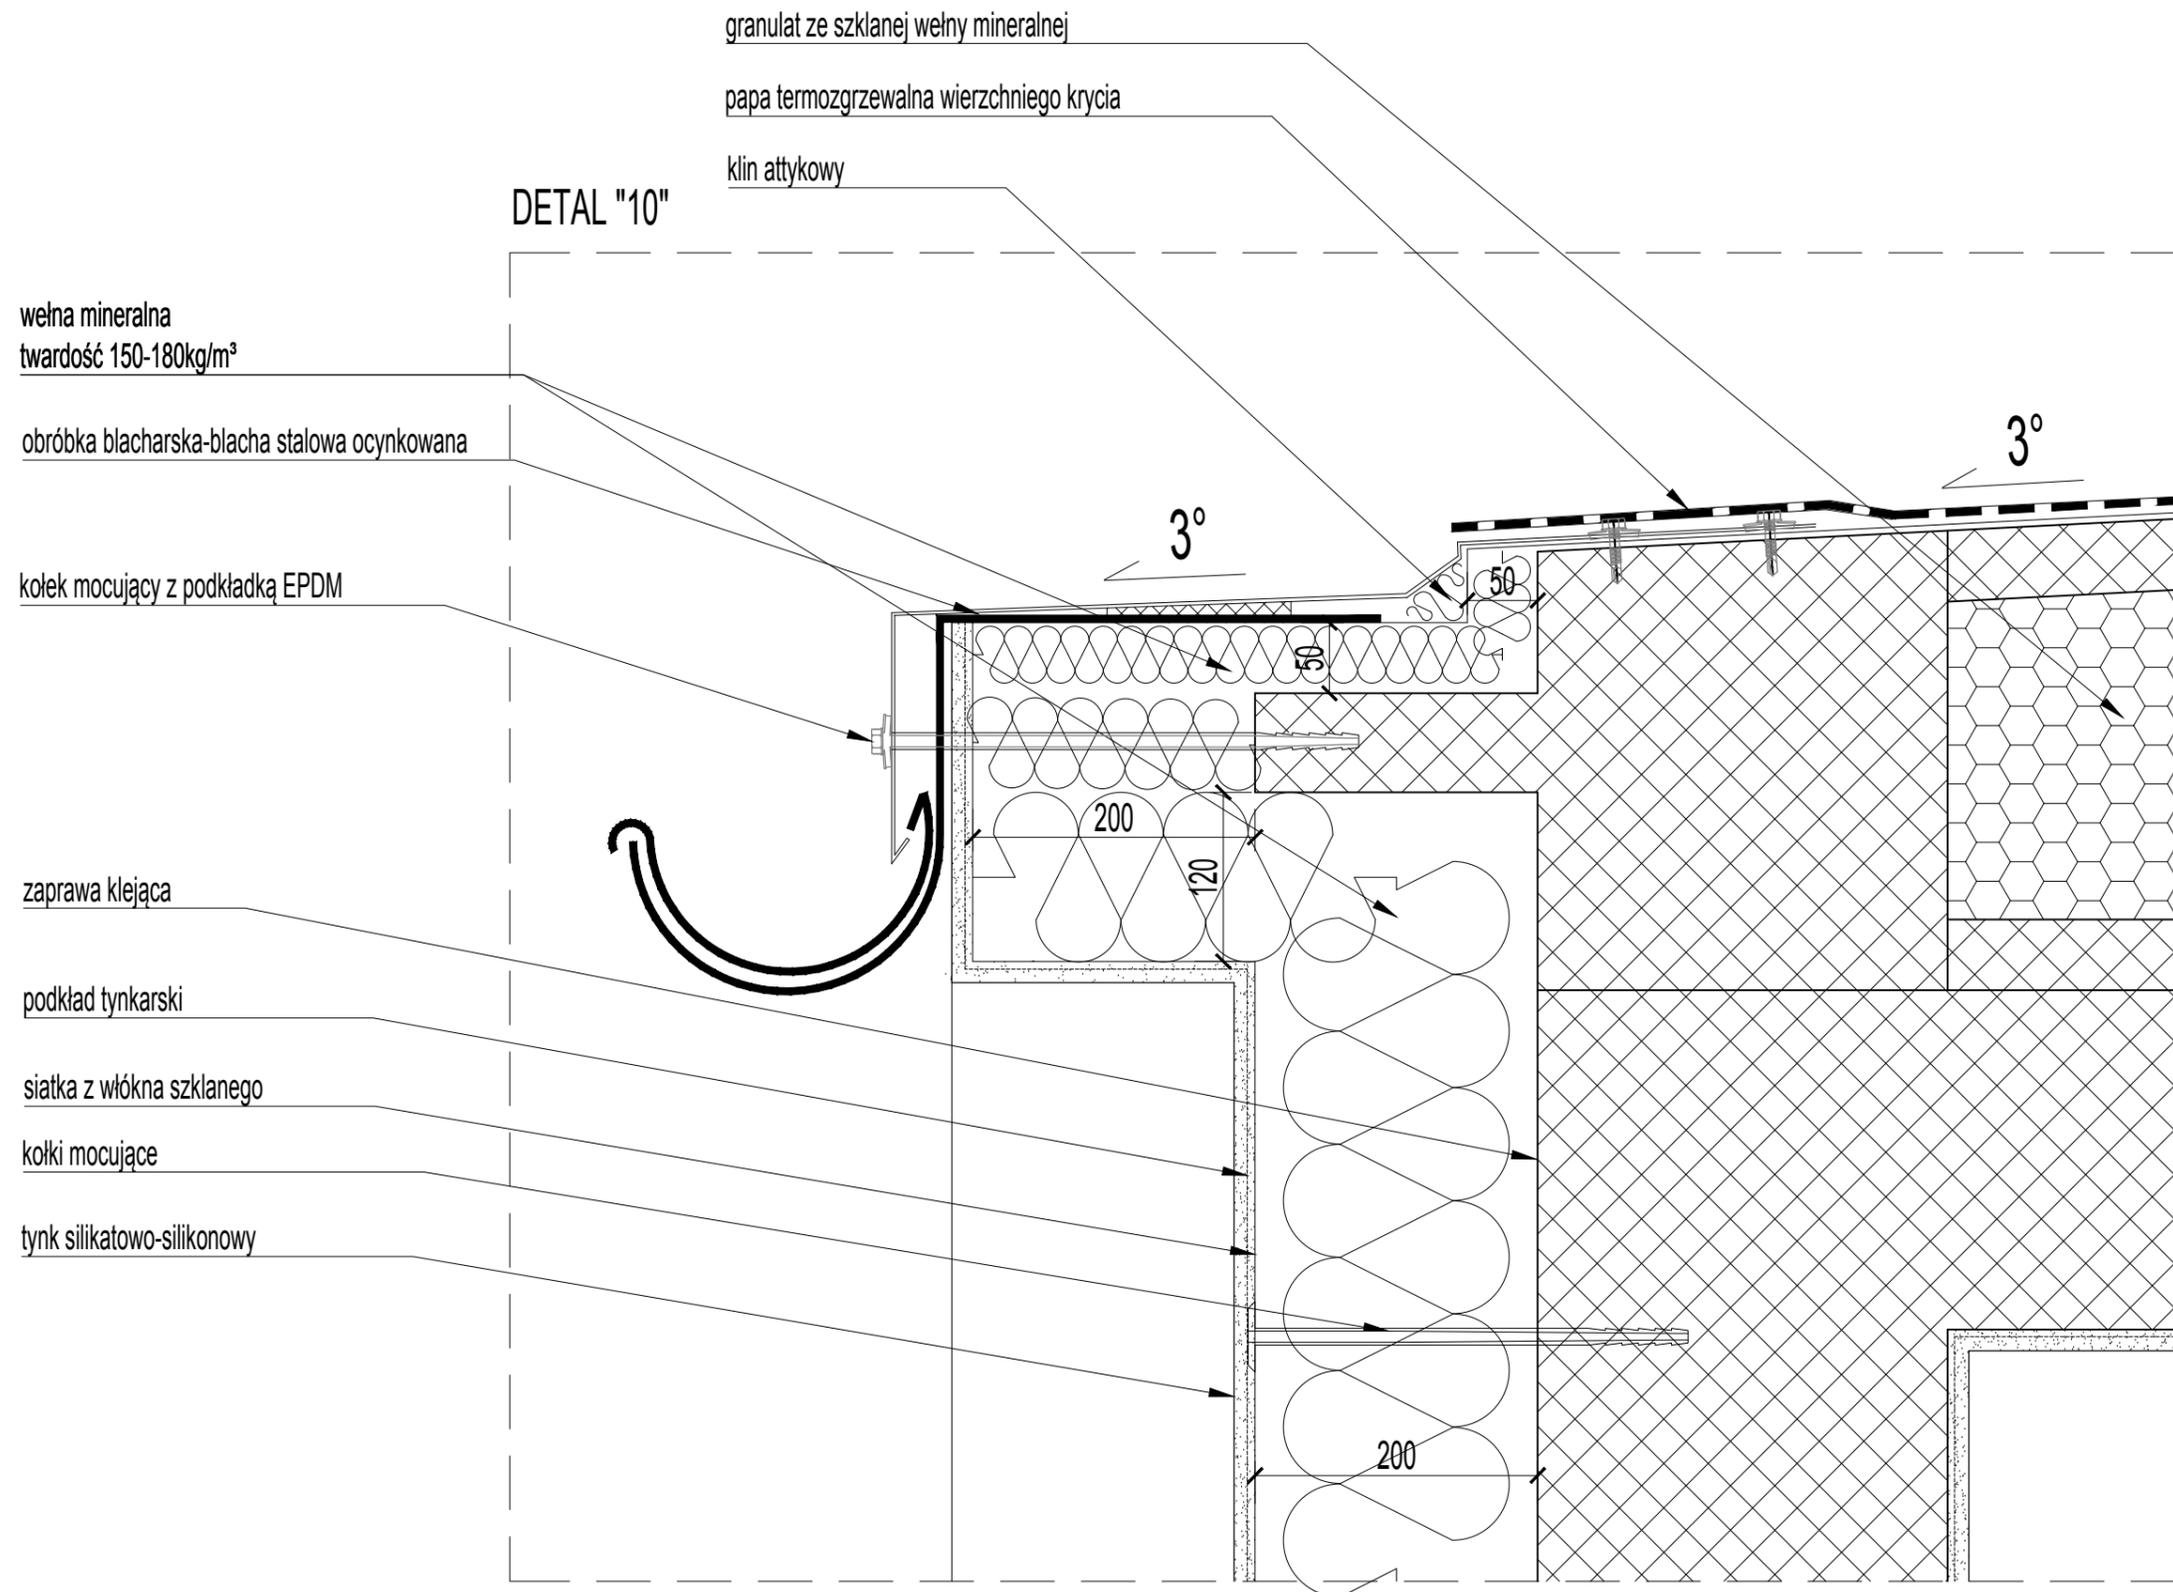 granulat ze szklanej wełny mineralnej
papa termozgrzewalna wierzchniego krycia
klin attykowy
DETAL "10"
wełna mineralna
twardość 150-180kg/m³
obróbka blacharska-blacha stalowa ocynkowana
3°
3°
kołek mocujący z podkładką EPDM
50
50
200
120
zaprawa klejąca
podkład tynkarski
siatka z włókna szklanego
kołki mocujące
tynk silikatowo-silikonowy
200